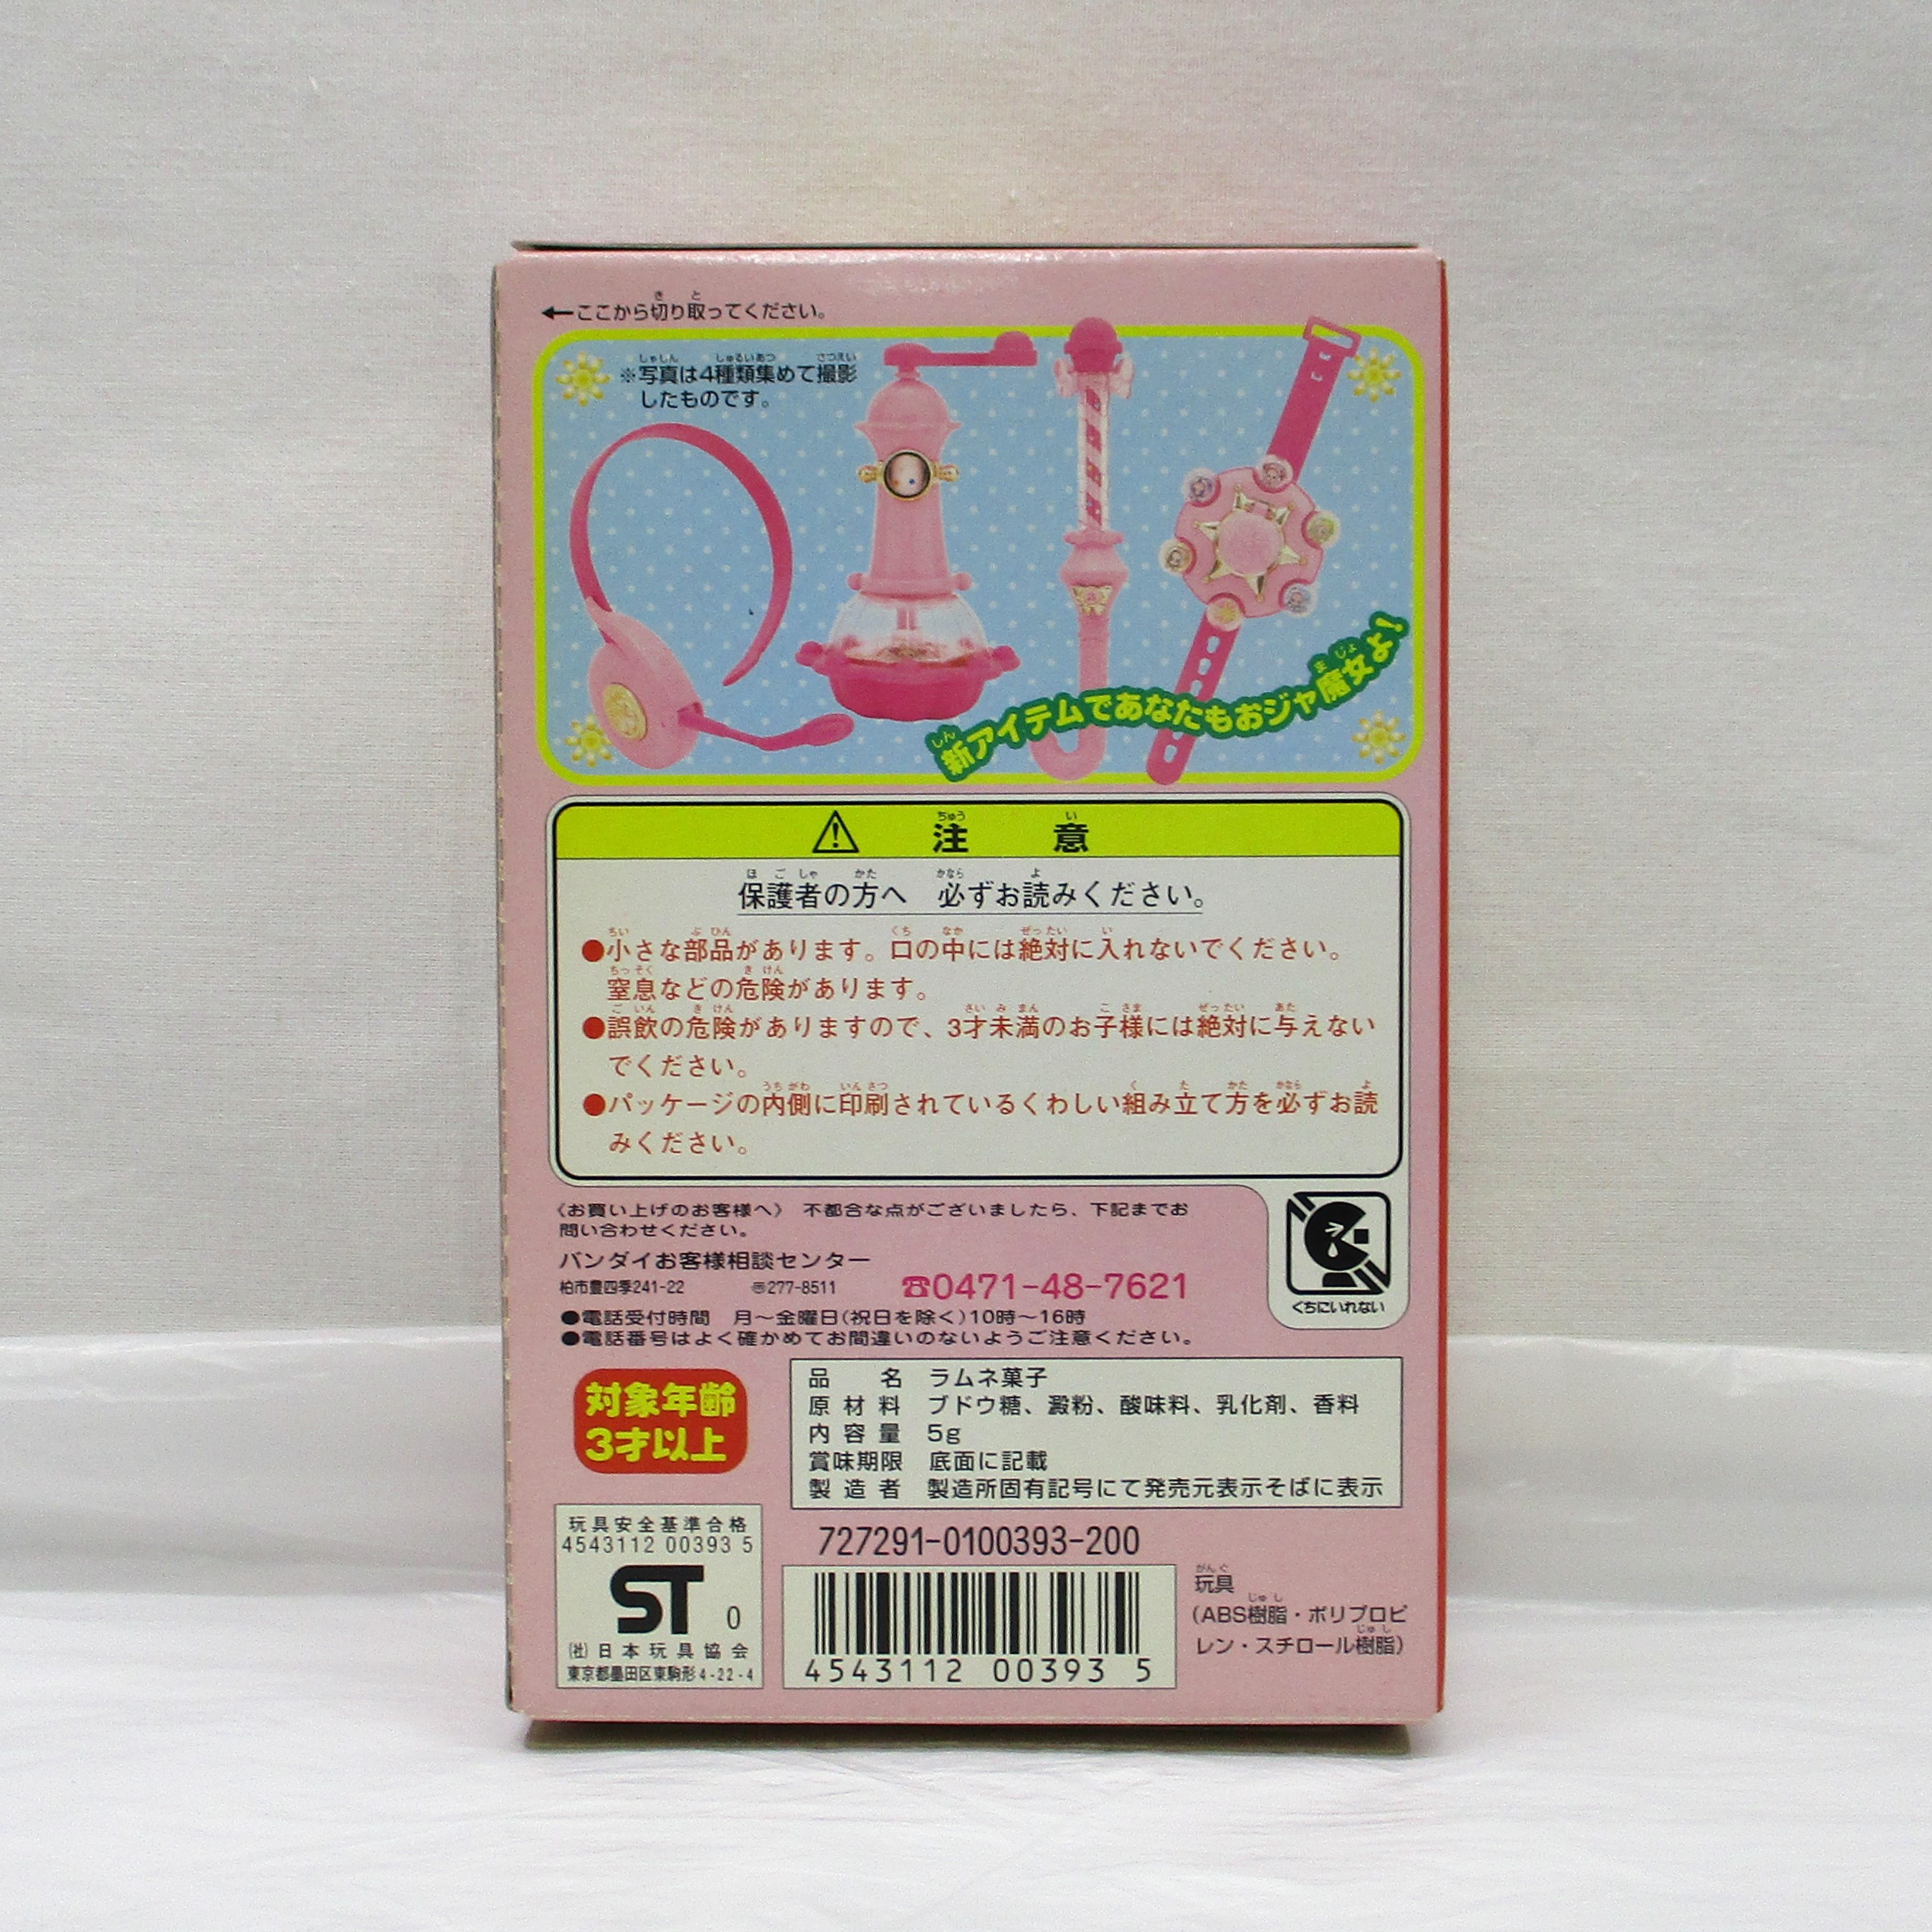 ←ここから切り取ってください。
※写真は4種類集めて撮影
したものです。
新アイテムであなたもおジャ魔女よ!
注意
保護者の方へ 必ずお読みください。
●小さな部品があります。口の中には絶対に入れないでください。
窒息などの危険があります。
●誤飲の危険がありますので、3才未満のお子様には絶対に与えない
でください。
●パッケージの内側に印刷されているくわしい組み立て方を必ずお読
みください。
〈お買い上げのお客様へ〉 不都合な点がございましたら、下記までお
問い合わせください。
バンダイお客様相談センター
柏市豊四季241-22 〠277-8511 ☎0471-48-7621
●電話受付時間 月〜金曜日(祝日を除く)10時〜16時
●電話番号はよく確かめてお間違いのないようご注意ください。
くちにいれない
対象年齢
3才以上
品名 ラムネ菓子
原材料 ブドウ糖、澱粉、酸味料、乳化剤、香料
内容量 5g
賞味期限 底面に記載
製造者 製造所固有記号にて発売元表示そばに表示
玩具安全基準合格
4543112 00393 5
ST 0
(社)日本玩具協会
東京都墨田区東駒形4-22-4
727291-0100393-200
4543112 00393 5
玩具
(ABS樹脂・ポリプロピ
レン・スチロール樹脂)